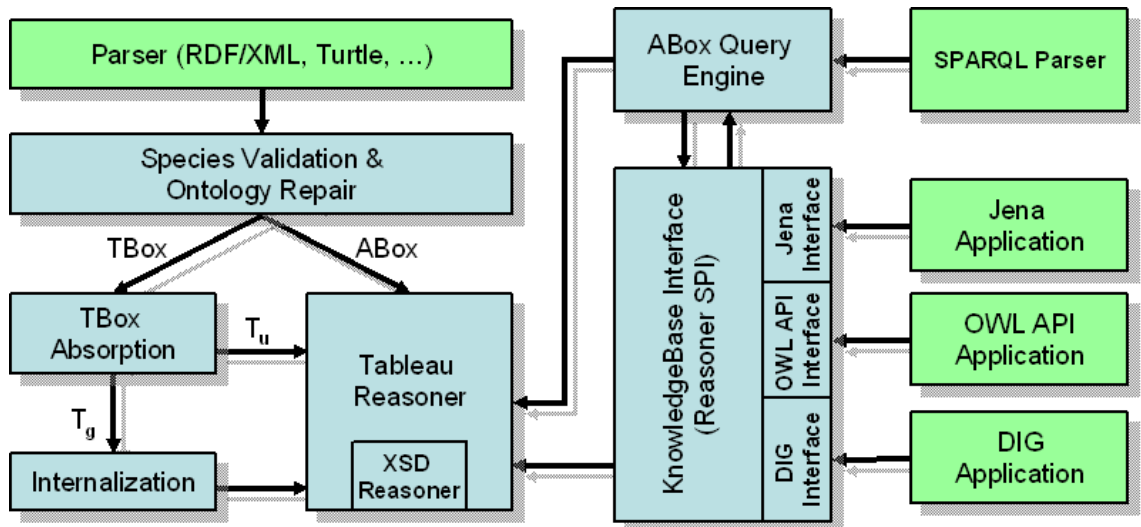 Parser (RDF/XML, Turtle, ...)
Species Validation &
Ontology Repair
TBox
ABox
TBox
Absorption
Tu
Tg
Internalization
Tableau
Reasoner
XSD
Reasoner
ABox Query
Engine
KnowledgeBase Interface
(Reasoner SPI)
Jena
Interface
OWL API
Interface
DIG
Interface
SPARQL Parser
Jena
Application
OWL API
Application
DIG
Application